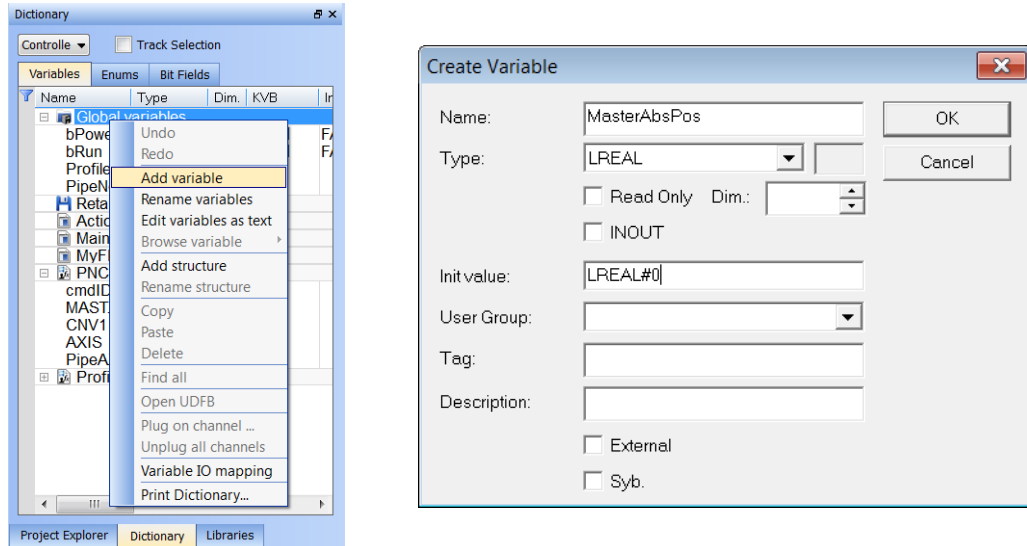 Dictionary
Controlle
Track Selection
Variables Enums Bit Fields
Name Type Dim. KVB
Global variables
bPowe
bRun
Profile
PipeN
Reta
Actio
Main
MyF
PNC
cmdID
MAST
CNV1
AXIS
PipeA
Profi
Undo
Redo
Add variable
Rename variables
Edit variables as text
Browse variable
Add structure
Rename structure
Copy
Paste
Delete
Find all
Open UDFB
Plug on channel ...
Unplug all channels
Variable IO mapping
Print Dictionary...
Project Explorer Dictionary Libraries
Create Variable
Name: MasterAbsPos OK
Type: LREAL Cancel
Read Only Dim.:
INOUT
Init value: LREAL#0
User Group:
Tag:
Description:
External
Syb.